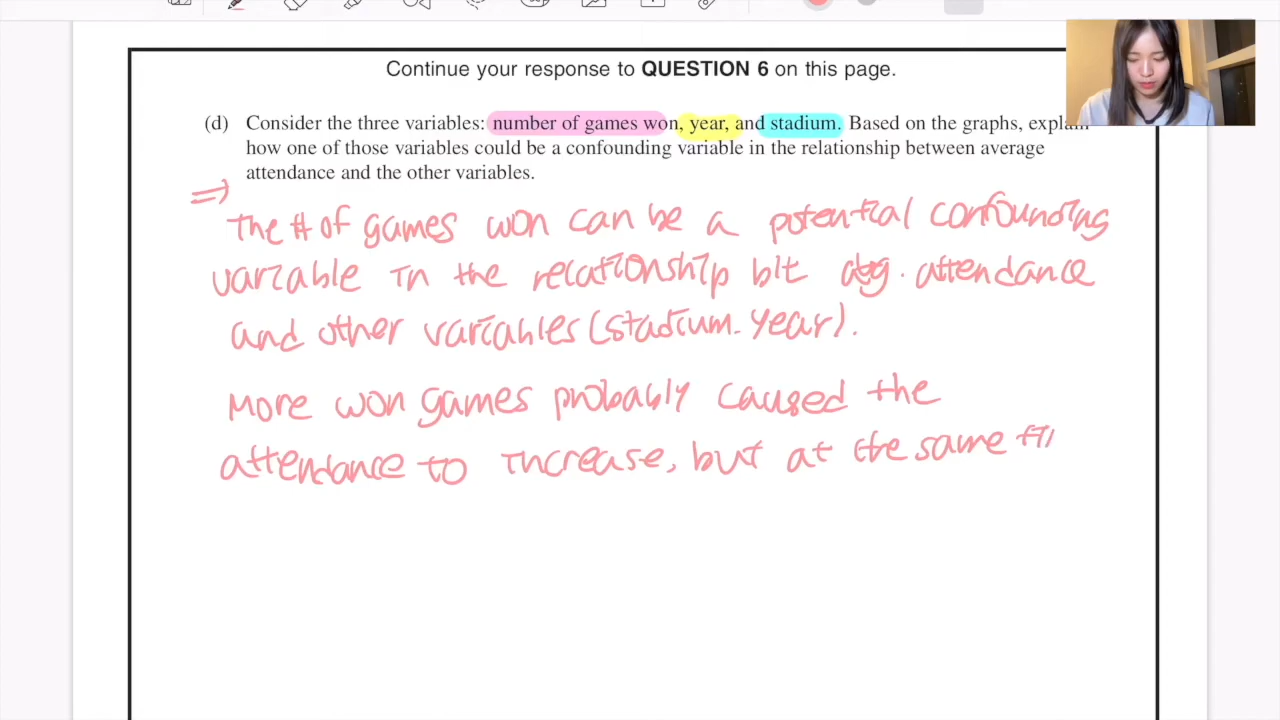 Continue your response to QUESTION 6 on this page.
(d) Consider the three variables: number of games won, year, and stadium. Based on the graphs, explain
how one of those variables could be a confounding variable in the relationship between average
attendance and the other variables.
⇒ The # of games won can be a potential confounding
variable in the relationship b/t avg. attendance
and other variables (stadium. Year).
More won games probably caused the
attendance to increase, but at the same ti